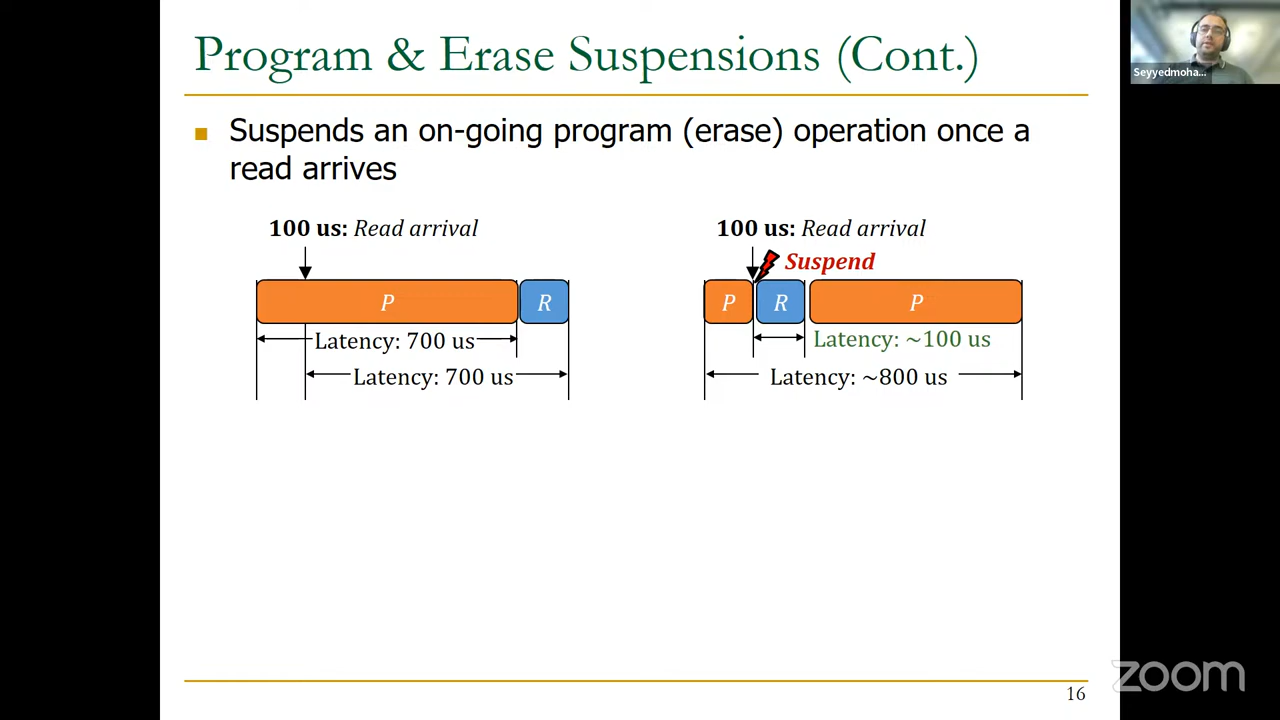 Program & Erase Suspensions (Cont.)
Seyyedmoha...
Suspends an on-going program (erase) operation once a
read arrives
100 us: Read arrival
P
R
Latency: 700 us
Latency: 700 us
100 us: Read arrival
Suspend
P
R
P
Latency: ~100 us
Latency: ~800 us
zoom
16